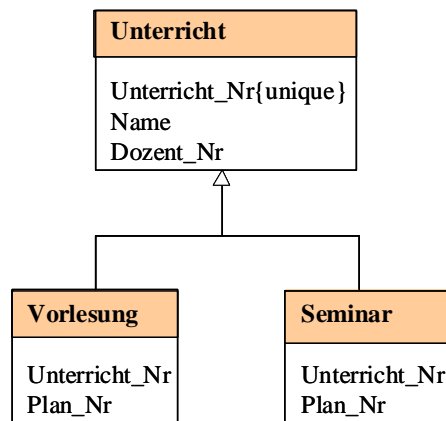 Unterricht
Unterricht_Nr{unique}
Name
Dozent_Nr
Vorlesung
Unterricht_Nr
Plan_Nr
Seminar
Unterricht_Nr
Plan_Nr